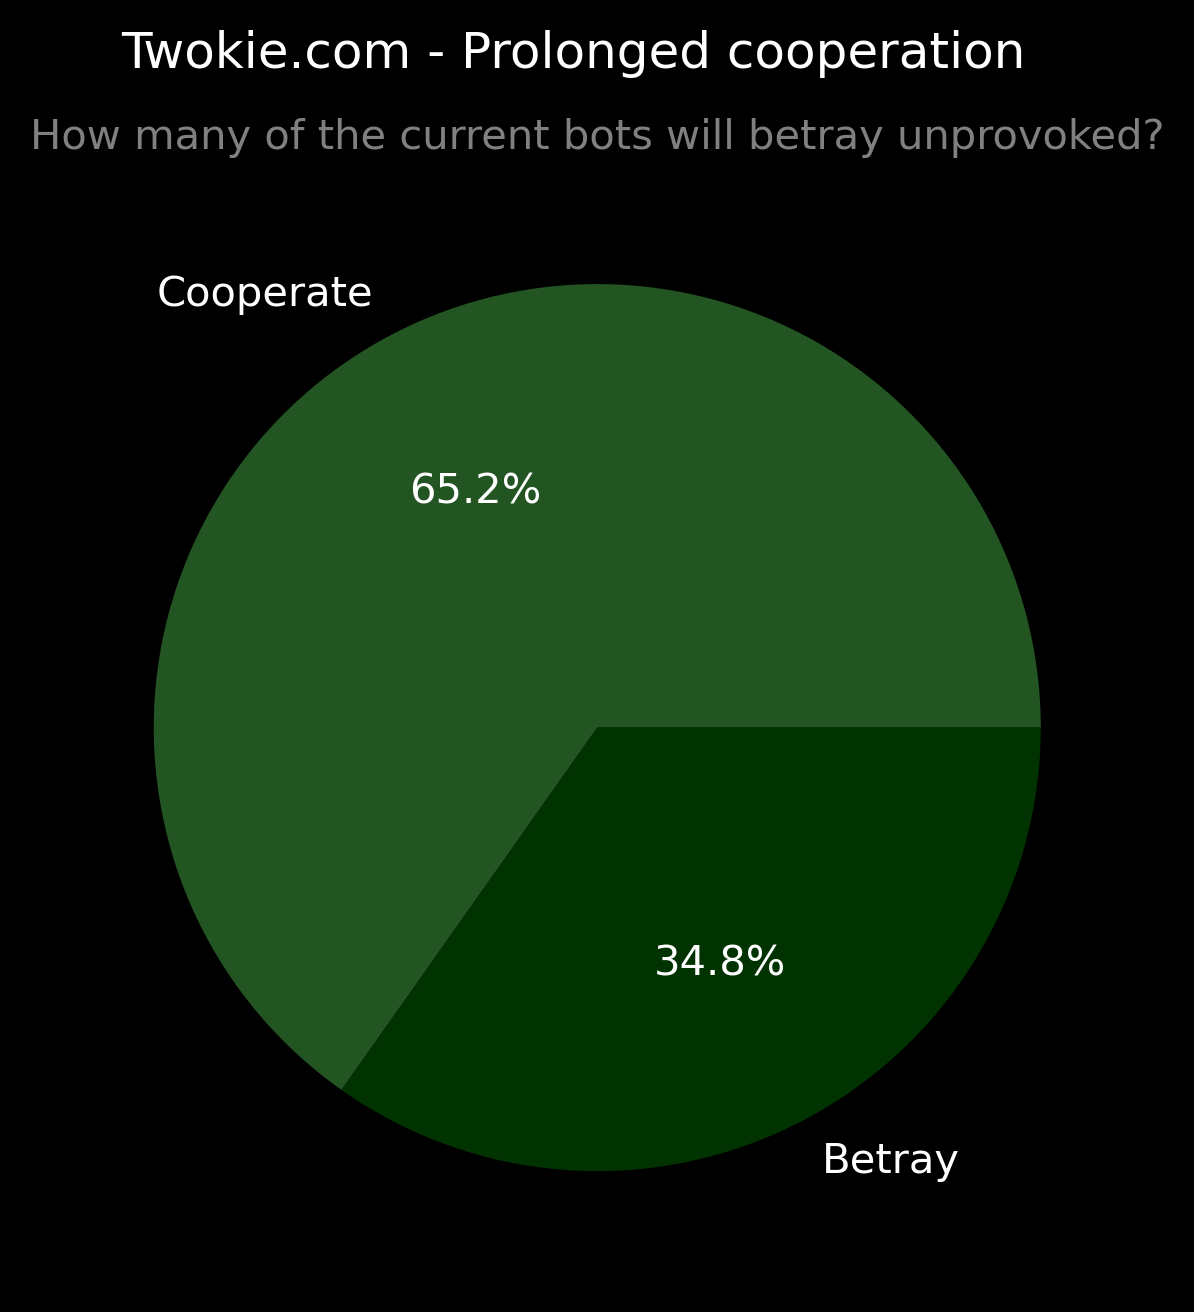 Twokie.com - Prolonged cooperation
How many of the current bots will betray unprovoked?
Cooperate
65.2%
34.8%
Betray